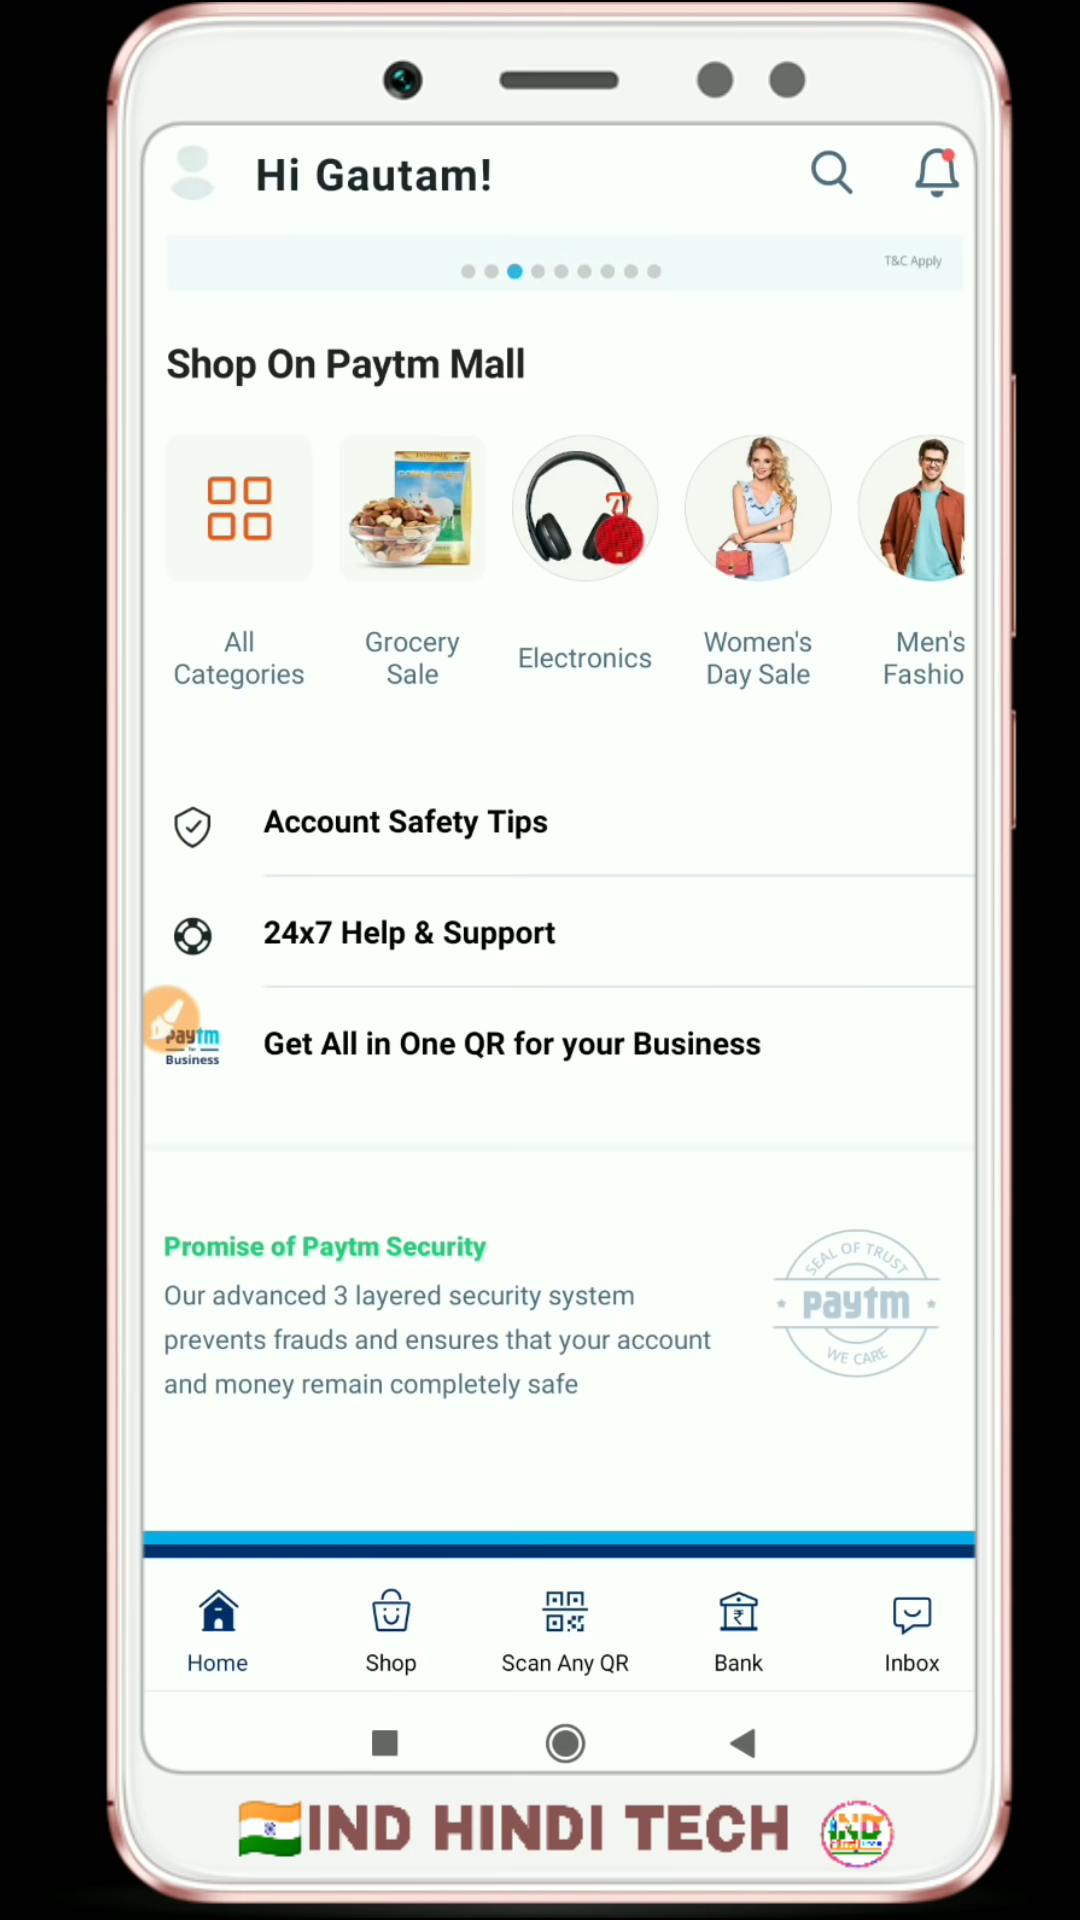 Hi Gautam!
T&C Apply
Shop On Paytm Mall
All
Categories
Grocery
Sale
Electronics
Women's
Day Sale
Men's
Fashio
Account Safety Tips
24x7 Help & Support
paytm
for
Business
Get All in One QR for your Business
Promise of Paytm Security
Our advanced 3 layered security system
prevents frauds and ensures that your account
and money remain completely safe
SEAL OF TRUST
paytm
WE CARE
Home
Shop
Scan Any QR
Bank
Inbox
IND HINDI TECH
IND